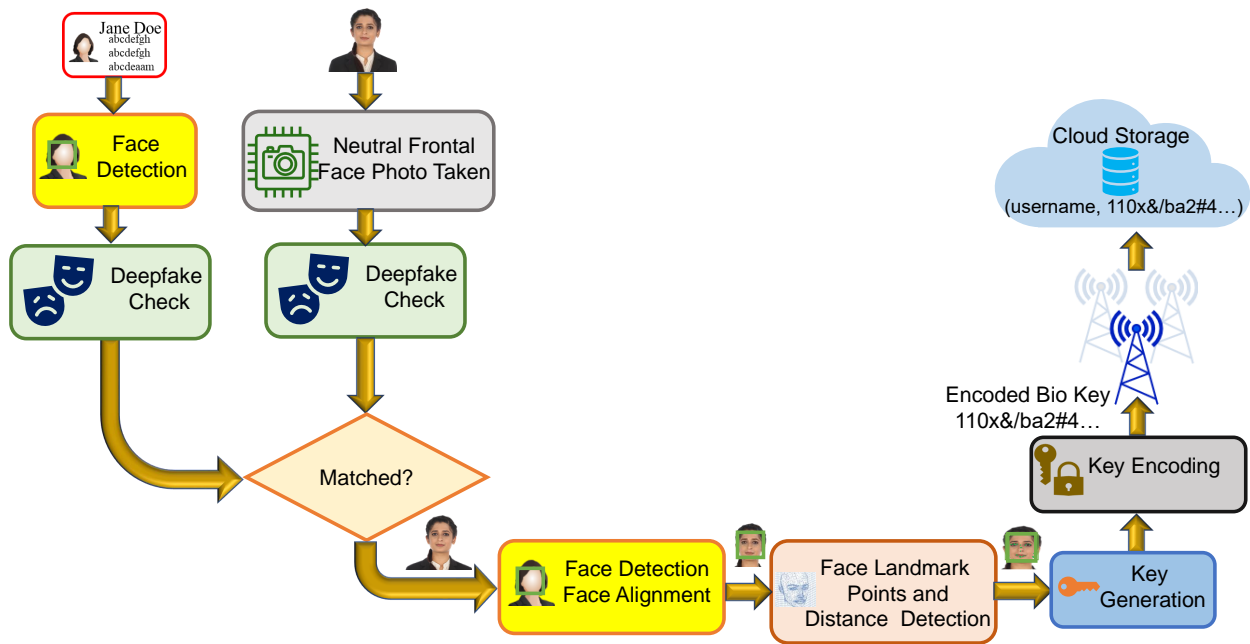 Jane Doe
abcdefgh
abcdefgh
abcdeaam
Face
Detection
Neutral Frontal
Face Photo Taken
Deepfake
Check
Deepfake
Check
Matched?
Face Detection
Face Alignment
Face Landmark
Points and
Distance Detection
Key
Generation
Key Encoding
Encoded Bio Key
110x&/ba2#4…
Cloud Storage
(username, 110x&/ba2#4…)